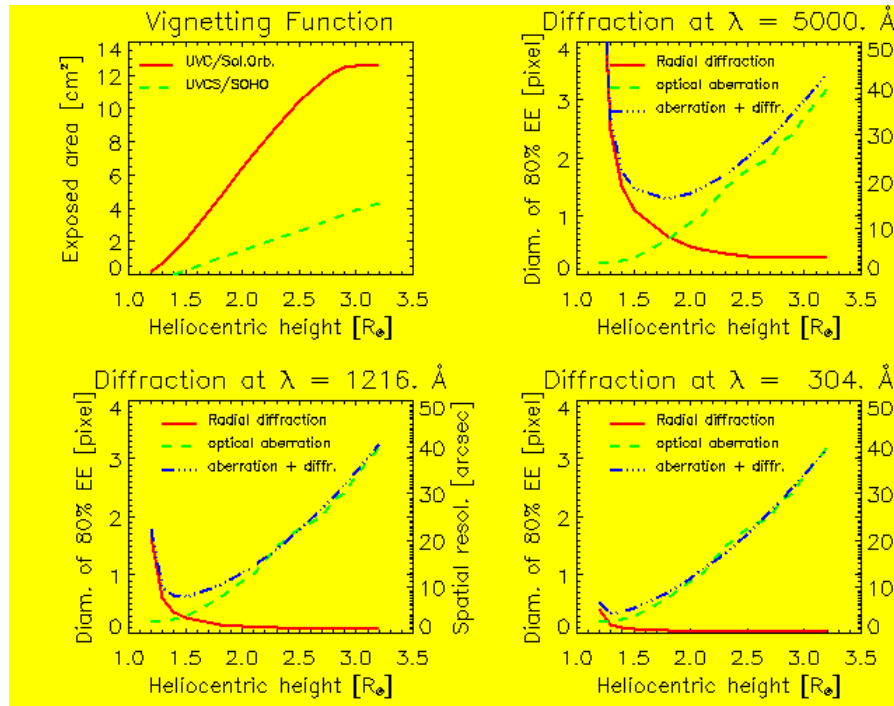 Vignetting Function
Exposed area [cm²]
14
12
10
8
6
4
2
0
UVC/Sol.Orb.
UVCS/SOHO
1.0 1.5 2.0 2.5 3.0 3.5
Heliocentric height [R⊙]
Diffraction at λ = 5000. Å
Diam. of 80% EE [pixel]
4
3
2
1
0
Radial diffraction
optical aberration
aberration + diffr.
50
40
30
20
10
0
1.0 1.5 2.0 2.5 3.0 3.5
Heliocentric height [R⊙]
Diffraction at λ = 1216. Å
Diam. of 80% EE [pixel]
4
3
2
1
0
Radial diffraction
optical aberration
aberration + diffr.
50
40
30
20
10
0
Spatial resol. [arcsec]
1.0 1.5 2.0 2.5 3.0 3.5
Heliocentric height [R⊙]
Diffraction at λ = 304. Å
Diam. of 80% EE [pixel]
4
3
2
1
0
Radial diffraction
optical aberration
aberration + diffr.
50
40
30
20
10
0
1.0 1.5 2.0 2.5 3.0 3.5
Heliocentric height [R⊙]